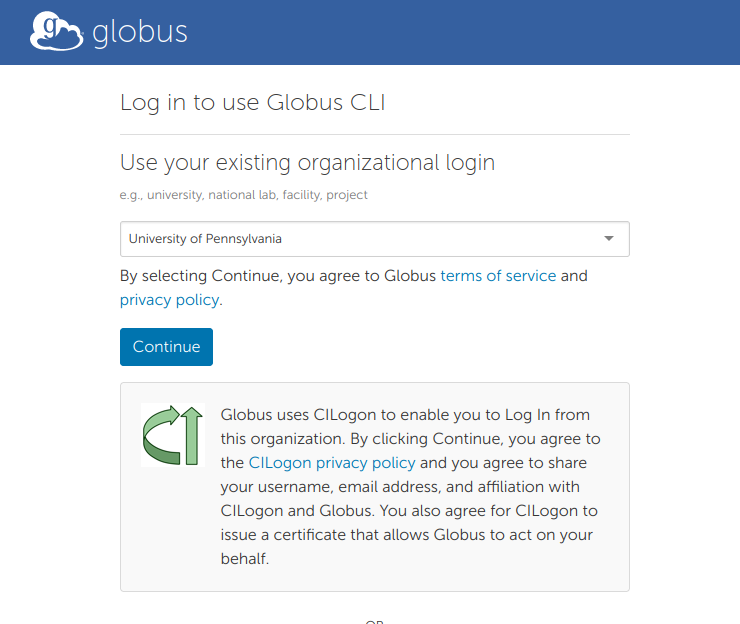 g globus
Log in to use Globus CLI
Use your existing organizational login
e.g., university, national lab, facility, project
University of Pennsylvania
By selecting Continue, you agree to Globus terms of service and
privacy policy.
Continue
Globus uses CILogon to enable you to Log In from
this organization. By clicking Continue, you agree to
the CILogon privacy policy and you agree to share
your username, email address, and affiliation with
CILogon and Globus. You also agree for CILogon to
issue a certificate that allows Globus to act on your
behalf.
OR